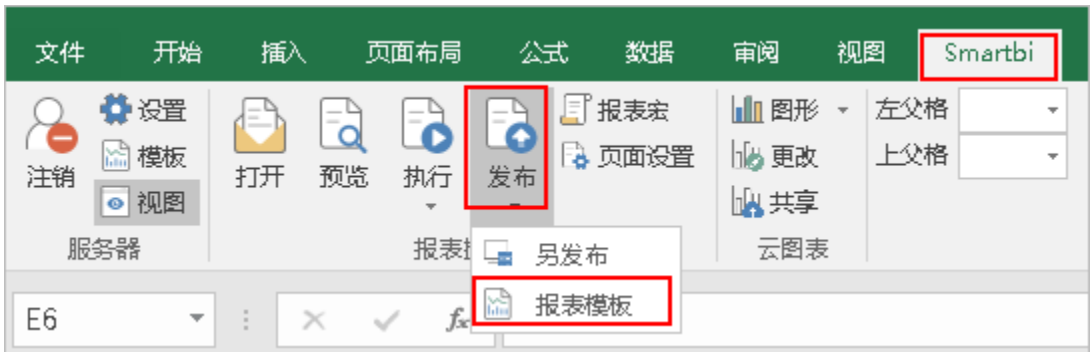 文件 开始 插入 页面布局 公式 数据 审阅 视图 Smartbi
设置 报表宏 图形 左父格
模板 页面设置 更改 上父格
注销 打开 预览 执行 发布
视图 共享
服务器 报表 云图表
另发布
报表模板
E6 fx